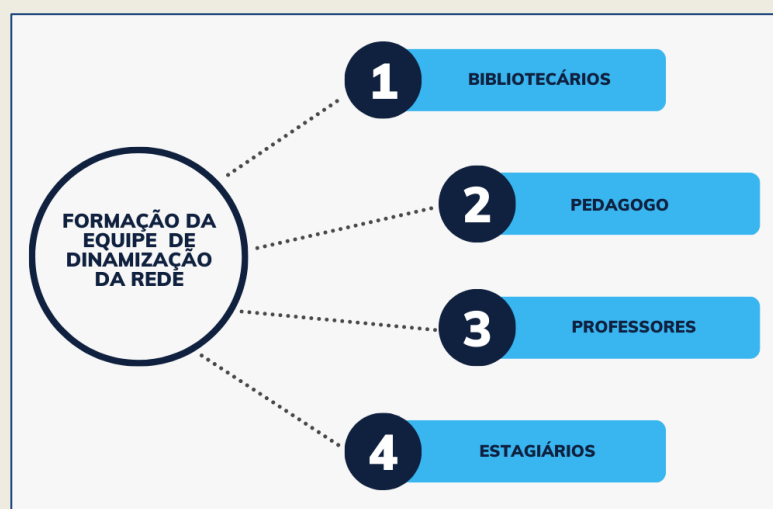 FORMAÇÃO DA
EQUIPE DE
DINAMIZAÇÃO
DA REDE
1
BIBLIOTECÁRIOS
2
PEDAGOGO
3
PROFESSORES
4
ESTAGIÁRIOS